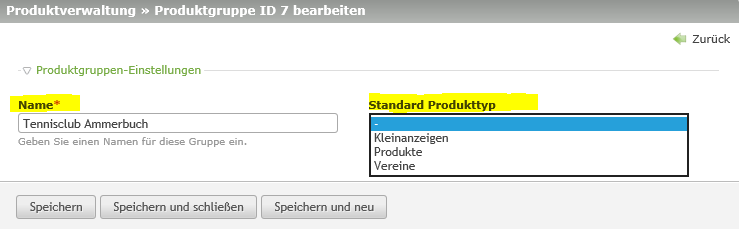 Produktverwaltung » Produktgruppe ID 7 bearbeiten
Zurück
Produktgruppen-Einstellungen
Name*
Standard Produkttyp
Tennisclub Ammerbuch
-
Kleinanzeigen
Geben Sie einen Namen für diese Gruppe ein.
Produkte
Vereine
Speichern
Speichern und schließen
Speichern und neu